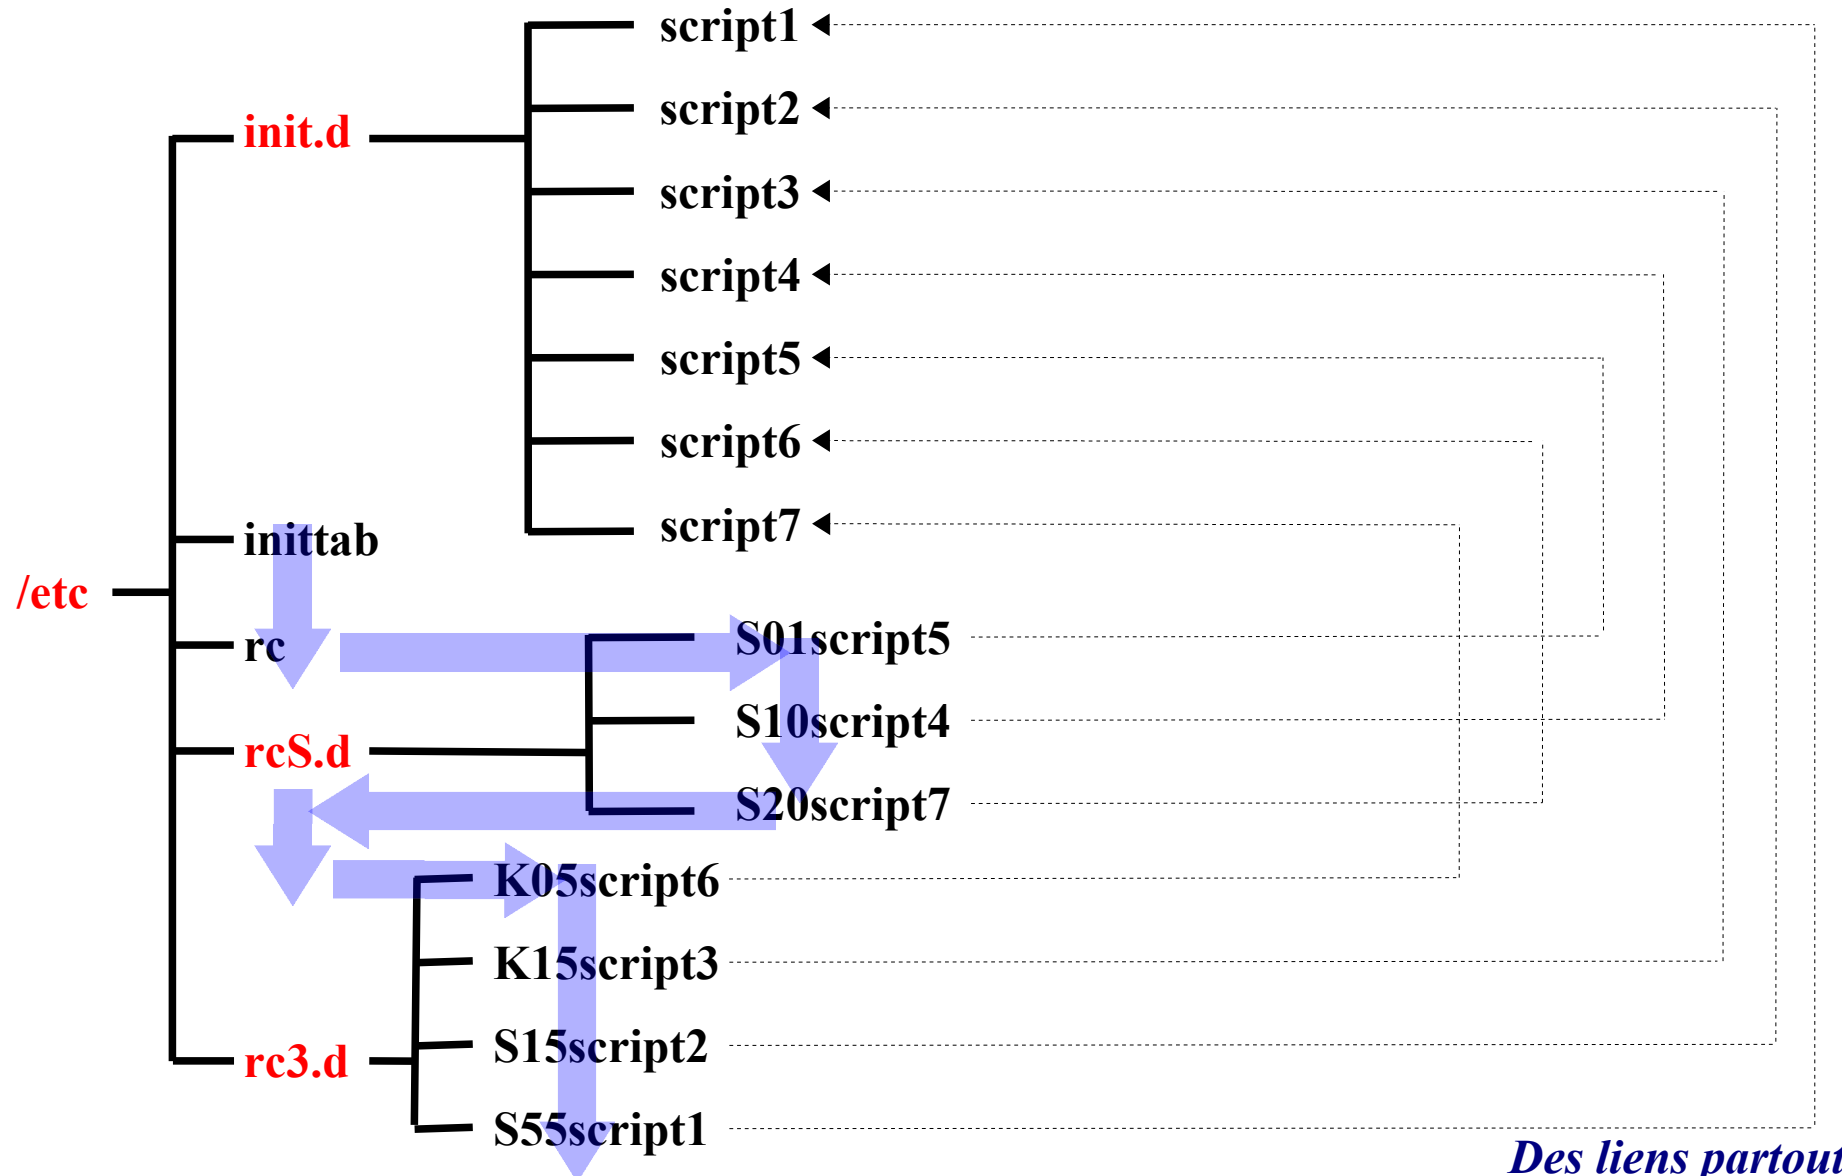 script1
script2
init.d
script3
script4
script5
script6
script7
inittab
/etc
rc
S01script5
S10script4
rcS.d
S20script7
K05script6
K15script3
S15script2
rc3.d
S55script1
Des liens partout